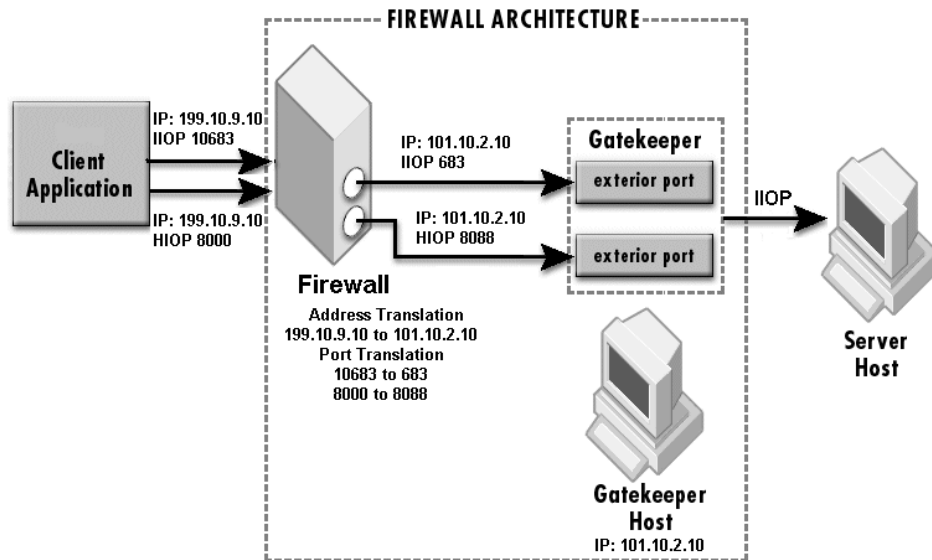 FIREWALL ARCHITECTURE
IP: 199.10.9.10
IIOP 10683
Client
Application
IP: 199.10.9.10
HIOP 8000
IP: 101.10.2.10
IIOP 683
IP: 101.10.2.10
HIOP 8088
Gatekeeper
exterior port
exterior port
IIOP
Firewall
Address Translation
199.10.9.10 to 101.10.2.10
Port Translation
10683 to 683
8000 to 8088
Server
Host
Gatekeeper
Host
IP: 101.10.2.10